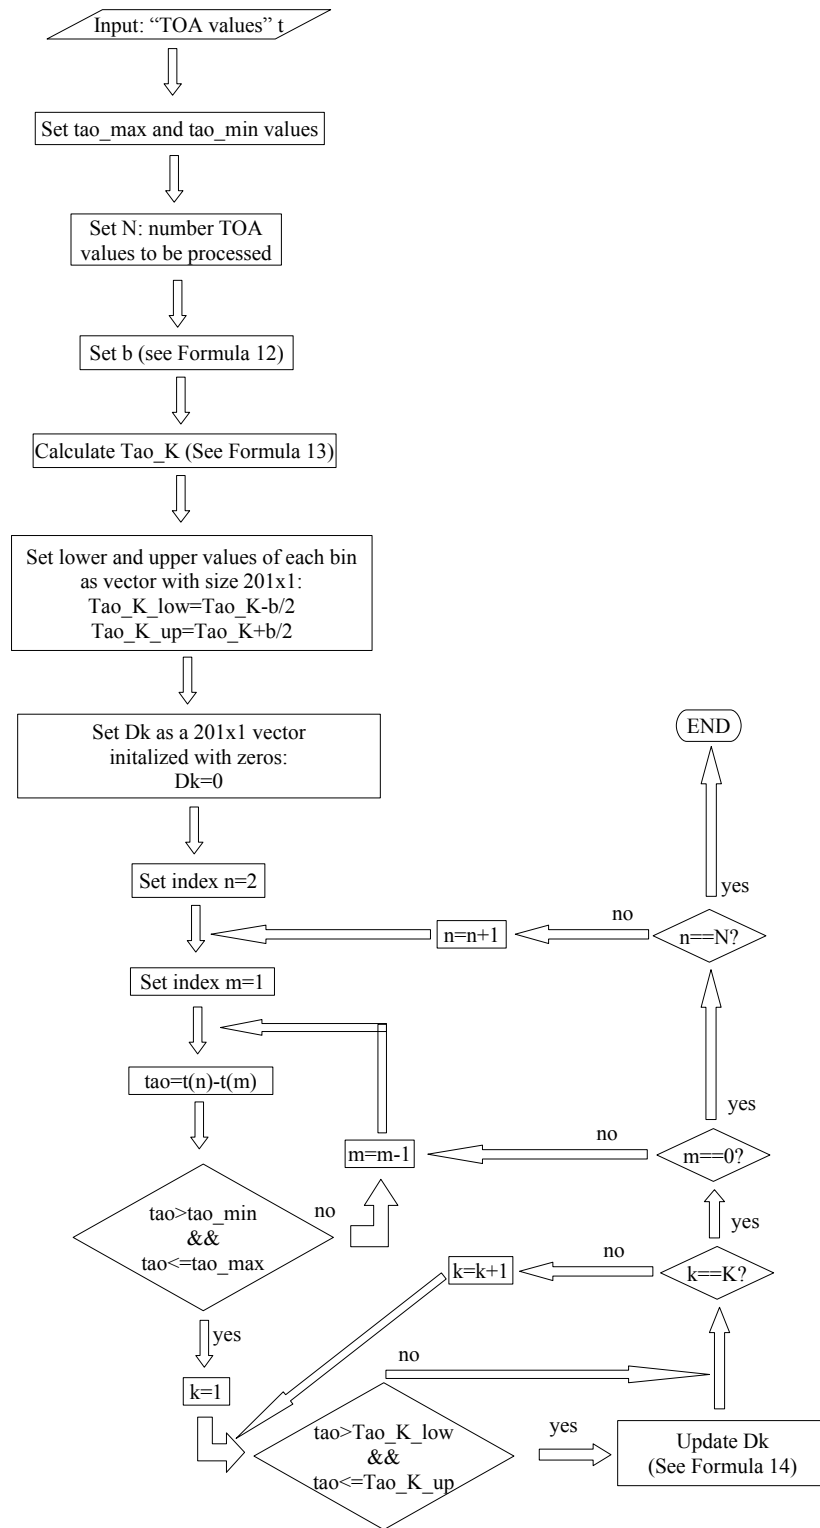 Input: “TOA values” t
Set tao_max and tao_min values
Set N: number TOA
values to be processed
Set b (see Formula 12)
Calculate Tao_K (See Formula 13)
Set lower and upper values of each bin
as vector with size 201x1:
Tao_K_low=Tao_K-b/2
Tao_K_up=Tao_K+b/2
Set Dk as a 201x1 vector
initalized with zeros:
Dk=0
END
Set index n=2
yes
n=n+1
no
n==N?
Set index m=1
tao=t(n)-t(m)
yes
m=m-1
no
m==0?
tao>tao_min
&&
tao<=tao_max
no
yes
k=k+1
no
k==K?
yes
k=1
no
tao>Tao_K_low
&&
tao<=Tao_K_up
yes
Update Dk
(See Formula 14)